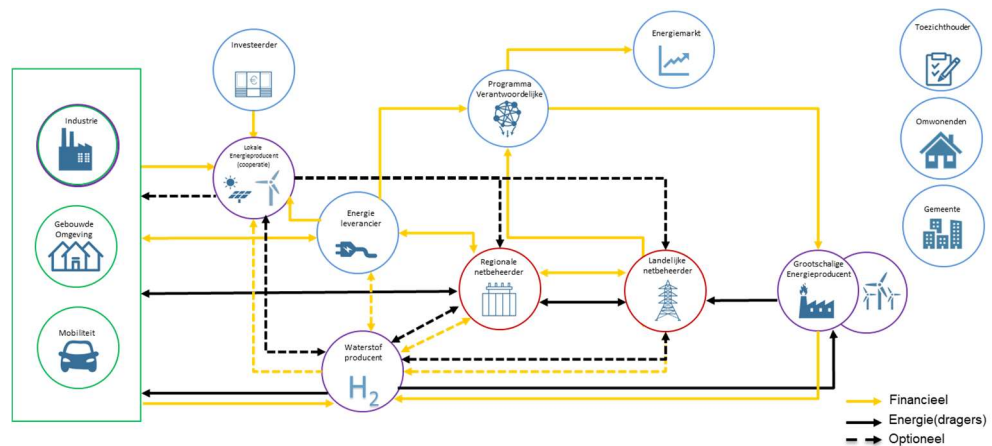 Investeerder
Energiemarkt
Toezichthouder
Programma
Verantwoordelijke
Industrie
Lokale
Energieproducent
(cooperatie)
Omwonenden
Gebouwde
Omgeving
Energie
leverancier
Gemeente
Regionale
netbeheerder
Landelijke
netbeheerder
Grootschalige
Energieproducent
Mobiliteit
Waterstof
producent
H2
Financieel
Energie(dragers)
Optioneel